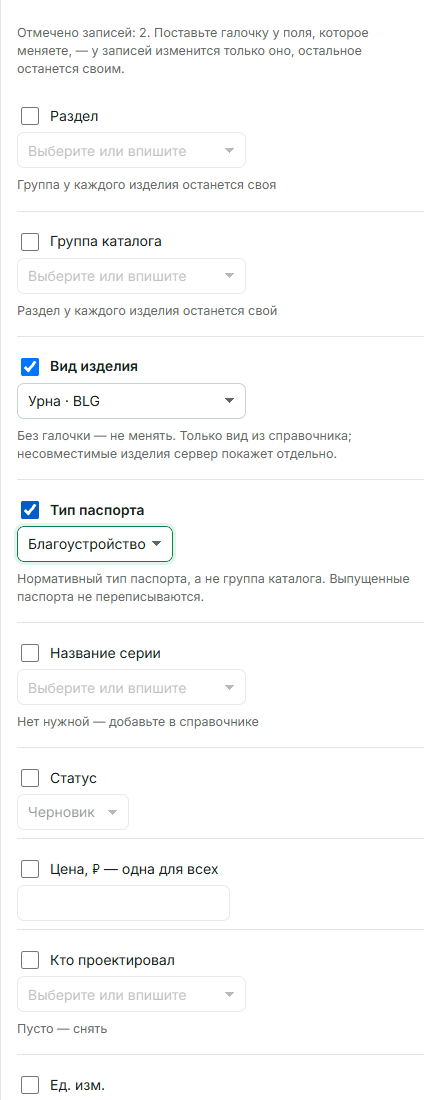 Отмечено записей: 2. Поставьте галочку у поля, которое
меняете, — у записей изменится только оно, остальное
останется своим.
Раздел
Выберите или впишите
Группа у каждого изделия останется своя
Группа каталога
Выберите или впишите
Раздел у каждого изделия останется свой
Вид изделия
Урна · BLG
Без галочки — не менять. Только вид из справочника;
несовместимые изделия сервер покажет отдельно.
Тип паспорта
Благоустройство
Нормативный тип паспорта, а не группа каталога. Выпущенные
паспорта не переписываются.
Название серии
Выберите или впишите
Нет нужной — добавьте в справочнике
Статус
Черновик
Цена, ₽ — одна для всех
Кто проектировал
Выберите или впишите
Пусто — снять
Ед. изм.